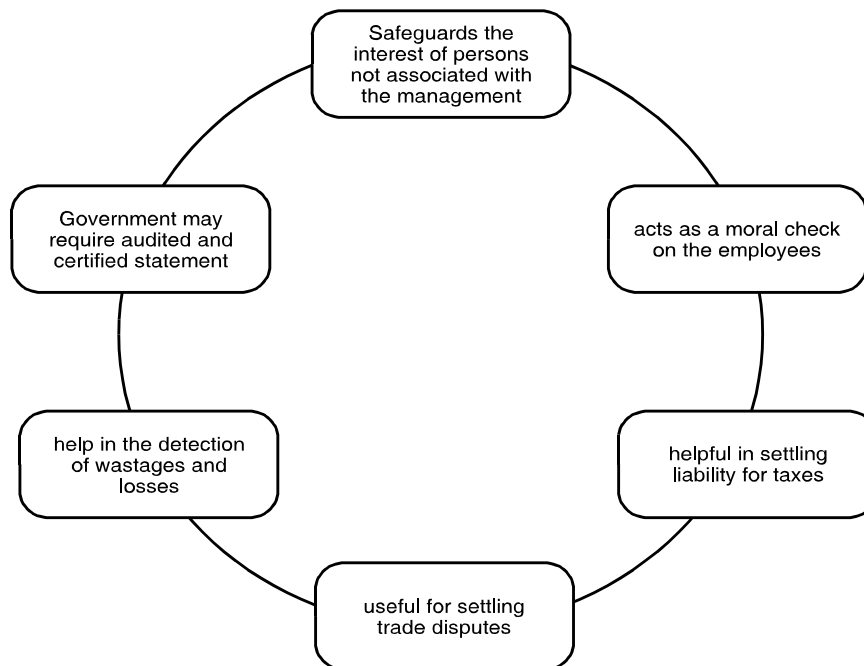 Safeguards the
interest of persons
not associated with
the management
acts as a moral check
on the employees
helpful in settling
liability for taxes
useful for settling
trade disputes
help in the detection
of wastages and
losses
Government may
require audited and
certified statement